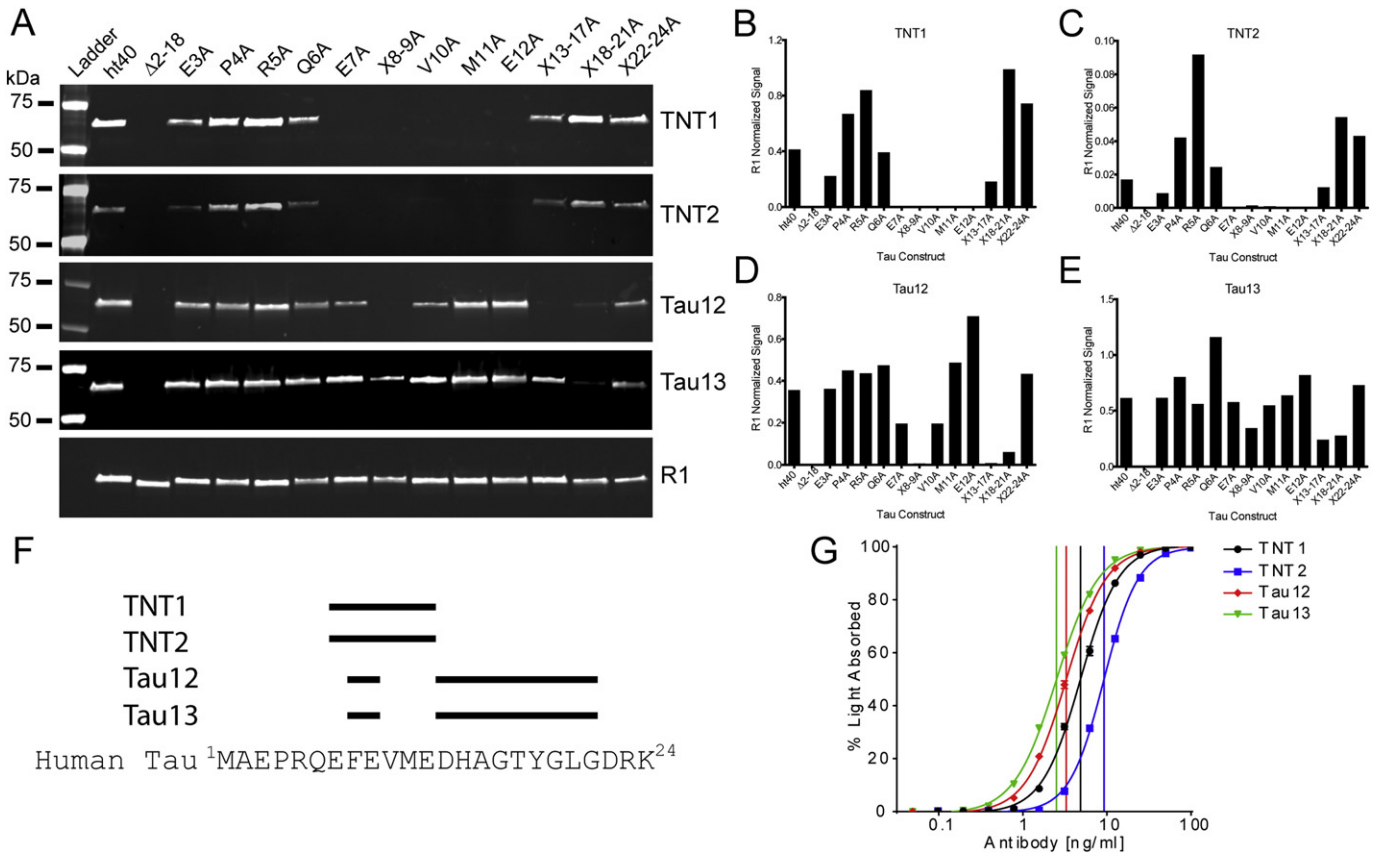 A
Ladder ht40 Δ2-18 E3A P4A R5A Q6A E7A X8-9A V10A M11A E12A X13-17A X18-21A X22-24A
kDa
75
50
TNT1
75
50
TNT2
75
50
Tau12
75
50
Tau13
R1
B
TNT1
R1 Normalized Signal
1.2
0.8
0.4
0.0
ht40 Δ2-18 E3A P4A R5A Q6A E7A X8-9A V10A M11A E12A X13-17A X18-21A X22-24A
Tau Construct
C
TNT2
R1 Normalized Signal
0.10
0.08
0.06
0.04
0.02
0.00
ht40 Δ2-18 E3A P4A R5A Q6A E7A X8-9A V10A M11A E12A X13-17A X18-21A X22-24A
Tau Construct
D
Tau12
R1 Normalized Signal
0.8
0.6
0.4
0.2
0.0
ht40 Δ2-18 E3A P4A R5A Q6A E7A X8-9A V10A M11A E12A X13-17A X18-21A X22-24A
Tau Construct
E
Tau13
R1 Normalized Signal
1.5
1.0
0.5
0.0
ht40 Δ2-18 E3A P4A R5A Q6A E7A X8-9A V10A M11A E12A X13-17A X18-21A X22-24A
Tau Construct
F
TNT1
TNT2
Tau12
Tau13
Human Tau ¹MAEPRQEFEVMEDHAGTYGLGDRK²⁴
G
% Light Absorbed
100
80
60
40
20
0
0.1 1 10 100
Antibody [ng/ml]
TNT1
TNT2
Tau12
Tau13